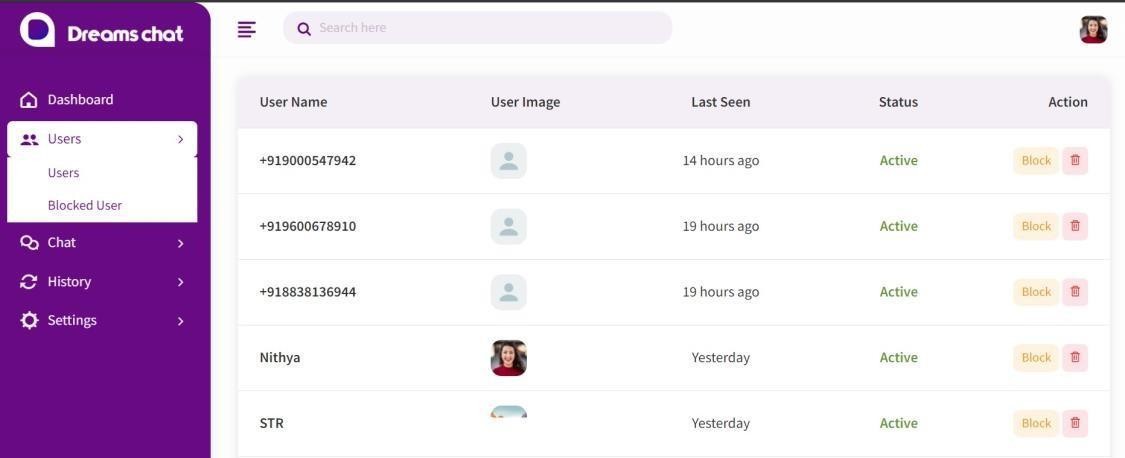 Dreams chat
Search here
Dashboard
Users
Users
Blocked User
Chat
History
Settings
User Name User Image Last Seen Status Action
+919000547942 14 hours ago Active Block
+919600678910 19 hours ago Active Block
+918838136944 19 hours ago Active Block
Nithya Yesterday Active Block
STR Yesterday Active Block